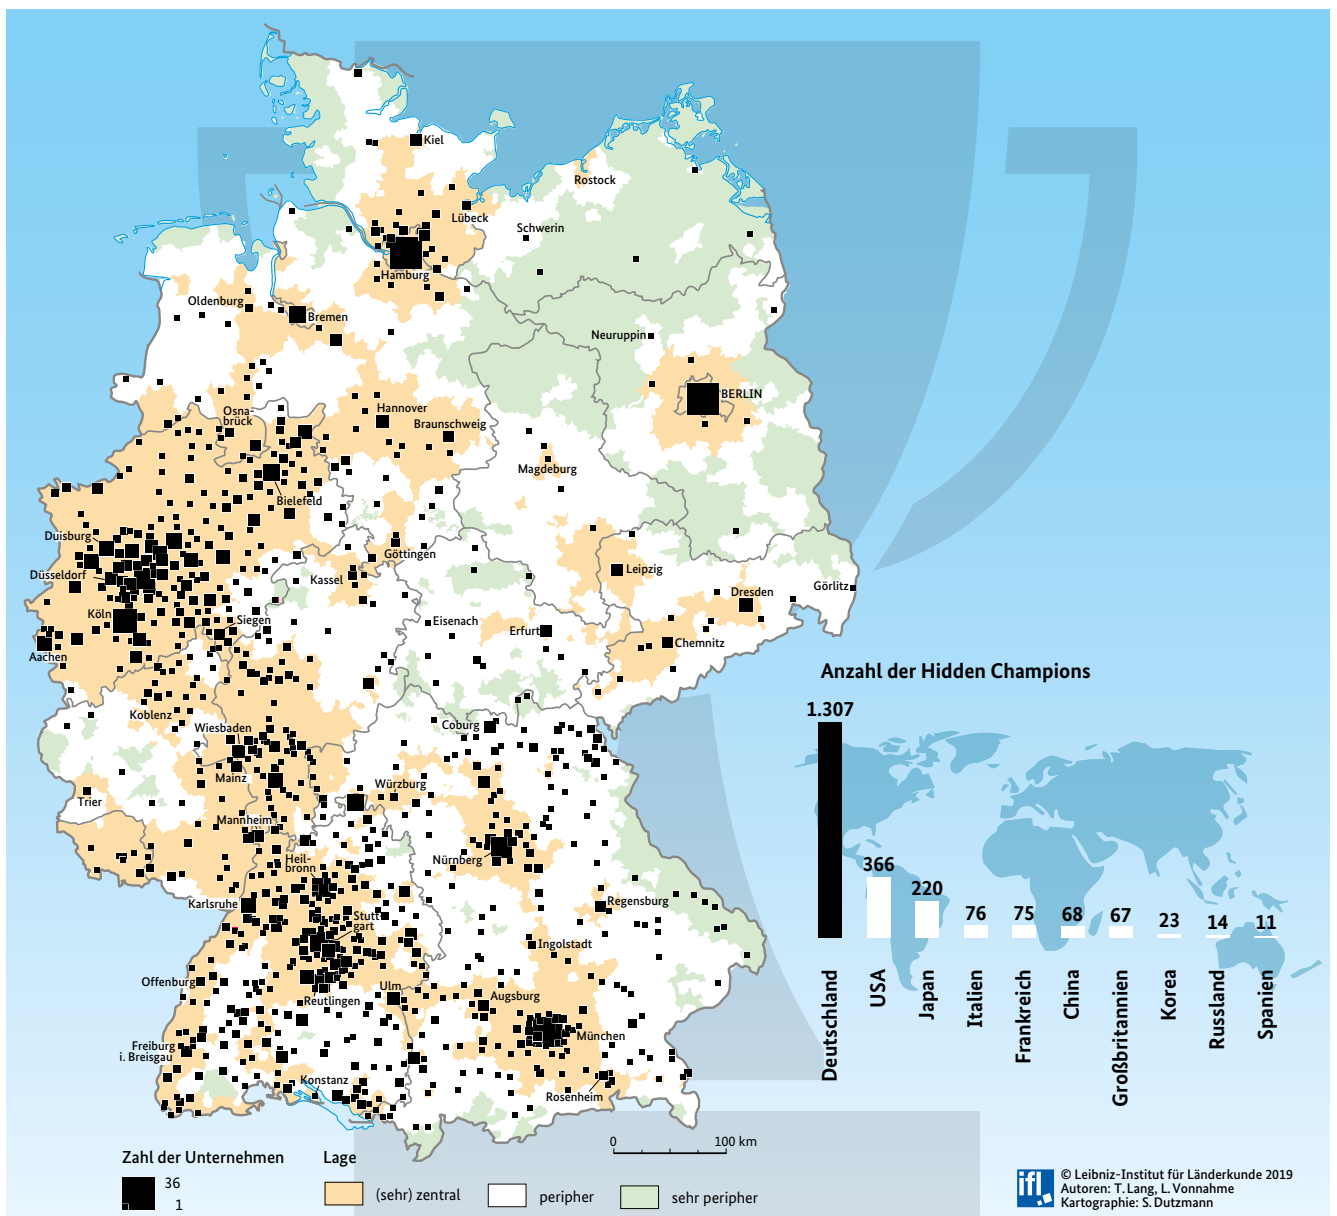 Kiel
Rostock
Lübeck
Schwerin
Hamburg
Oldenburg
Bremen
Neuruppin
BERLIN
Osna-
brück
Hannover
Braunschweig
Magdeburg
Bielefeld
Duisburg
Göttingen
Düsseldorf
Kassel
Leipzig
Görlitz
Dresden
Köln
Siegen
Eisenach
Erfurt
Chemnitz
Aachen
Koblenz
Coburg
Wiesbaden
Mainz
Würzburg
Trier
Mannheim
Nürnberg
Heil-
bronn
Karlsruhe
Regensburg
Stutt-
gart
Ingolstadt
Offenburg
Ulm
Reutlingen
Augsburg
München
Freiburg
i. Breisgau
Konstanz
Rosenheim
Anzahl der Hidden Champions
1.307
366
220
76
75
68
67
23
14
11
Deutschland
USA
Japan
Italien
Frankreich
China
Großbritannien
Korea
Russland
Spanien
0
100 km
Zahl der Unternehmen
36
1
Lage
(sehr) zentral
peripher
sehr peripher
ifl
© Leibniz-Institut für Länderkunde 2019
Autoren: T. Lang, L. Vonnahme
Kartographie: S. Dutzmann